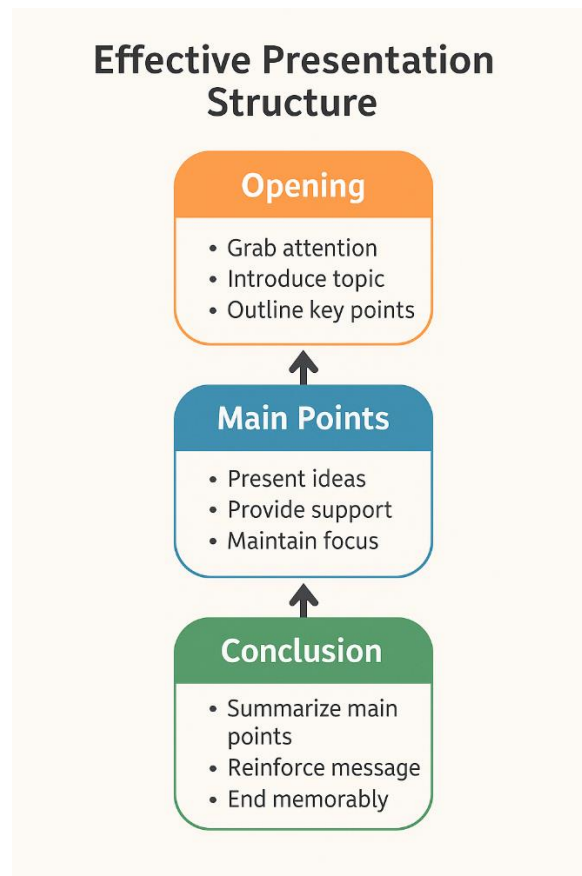 Effective Presentation
Structure
Opening
• Grab attention
• Introduce topic
• Outline key points
Main Points
• Present ideas
• Provide support
• Maintain focus
Conclusion
• Summarize main
points
• Reinforce message
• End memorably